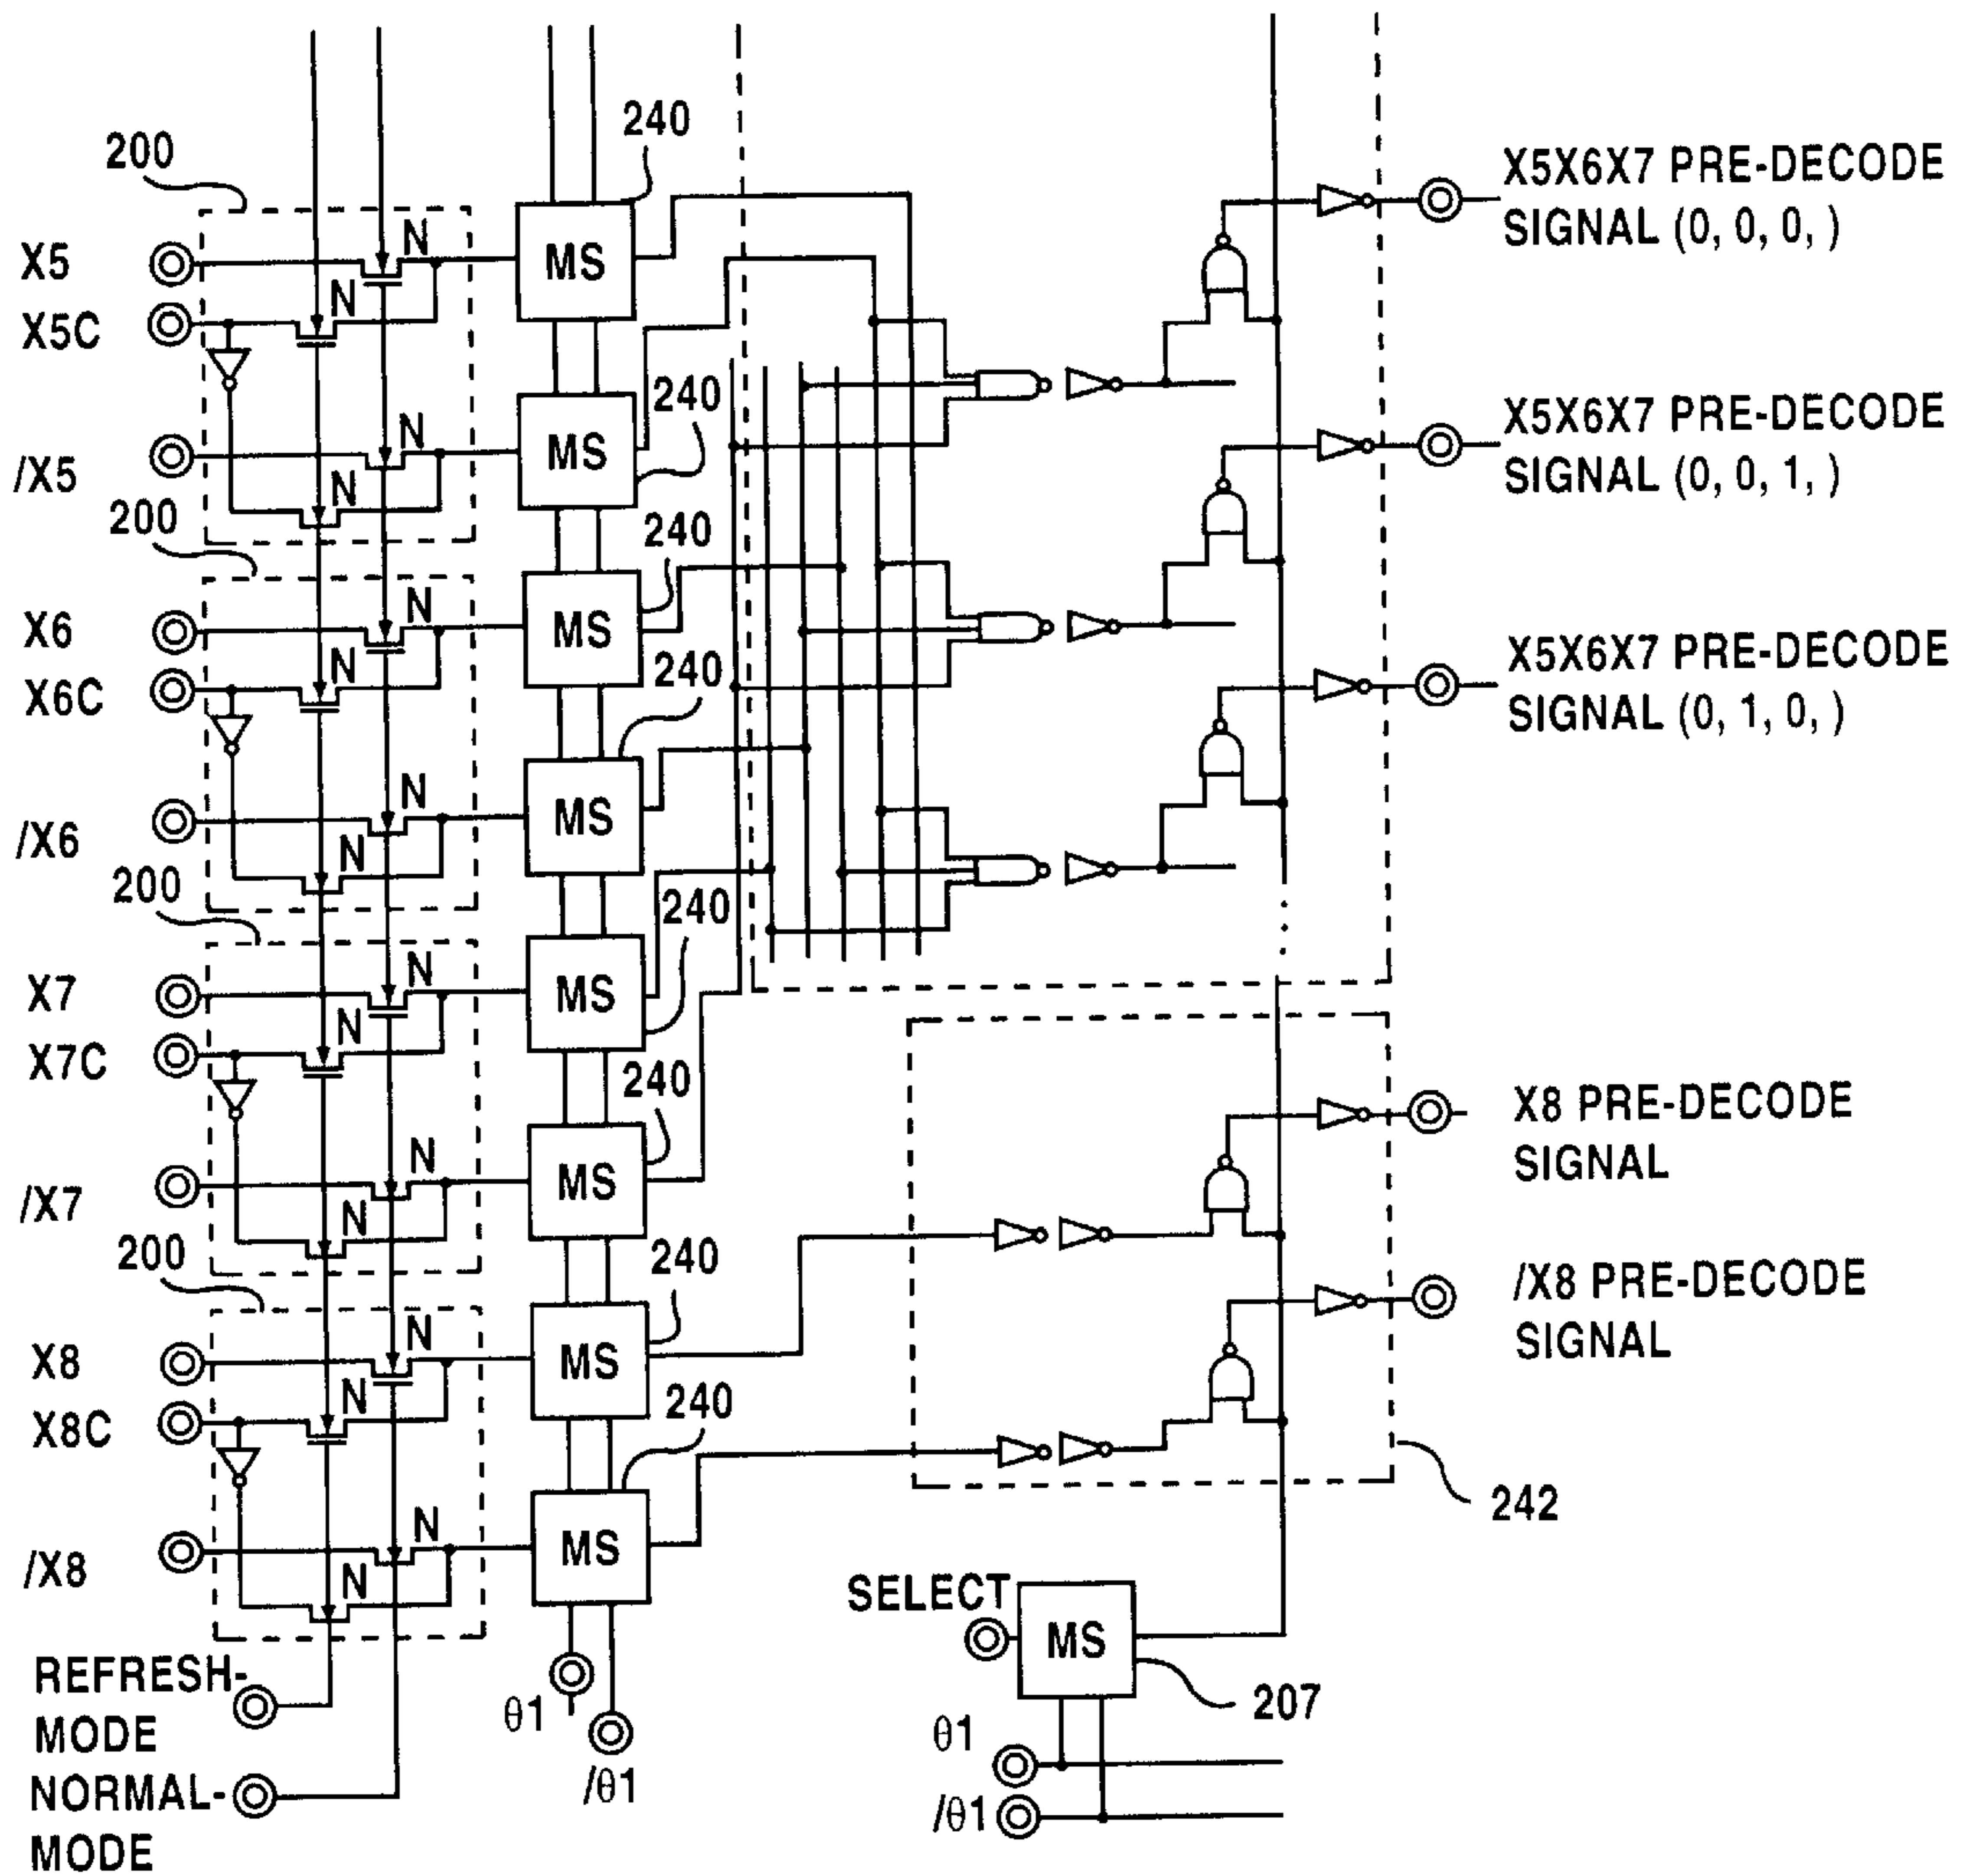 240
200
X5X6X7 PRE-DECODE
SIGNAL (0, 0, 0, )
X5
N
MS
N
X5C
240
X5X6X7 PRE-DECODE
SIGNAL (0, 0, 1, )
/X5
N
MS
N
200
240
X6
N
MS
N
X6C
240
X5X6X7 PRE-DECODE
SIGNAL (0, 1, 0, )
/X6
N
MS
N
200
240
X7
N
MS
N
X7C
240
X8 PRE-DECODE
SIGNAL
/X7
N
MS
N
200
240
/X8 PRE-DECODE
SIGNAL
X8
N
MS
N
X8C
240
242
/X8
N
MS
N
SELECT
MS
207
REFRESH-
MODE
NORMAL-
MODE
θ1
/θ1
θ1
/θ1